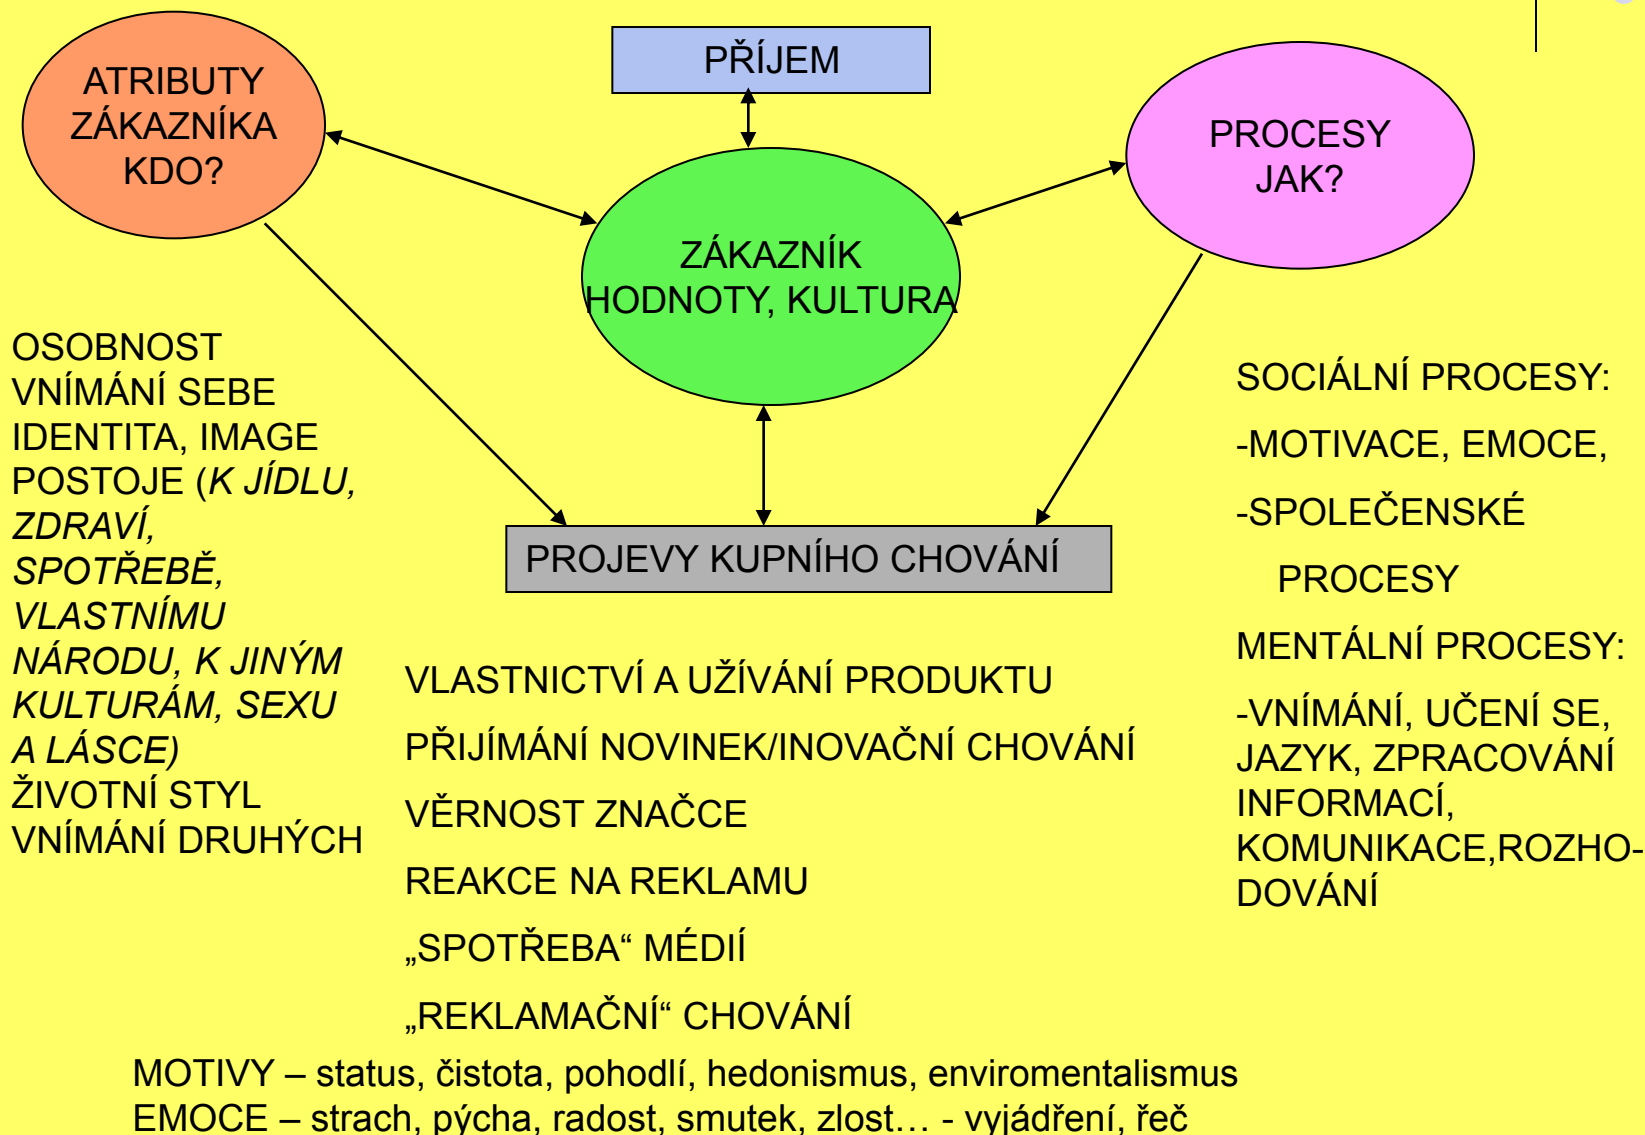 ATRIBUTY
ZÁKAZNÍKA
KDO?
PŘÍJEM
PROCESY
JAK?
ZÁKAZNÍK
HODNOTY, KULTURA
OSOBNOST
VNÍMÁNÍ SEBE
IDENTITA, IMAGE
POSTOJE (K JÍDLU,
ZDRAVÍ,
SPOTŘEBĚ,
VLASTNÍMU
NÁRODU, K JINÝM
KULTURÁM, SEXU
A LÁSCE)
ŽIVOTNÍ STYL
VNÍMÁNÍ DRUHÝCH
PROJEVY KUPNÍHO CHOVÁNÍ
VLASTNICTVÍ A UŽÍVÁNÍ PRODUKTU
PŘIJÍMÁNÍ NOVINEK/INOVAČNÍ CHOVÁNÍ
VĚRNOST ZNAČCE
REAKCE NA REKLAMU
„SPOTŘEBA“ MÉDIÍ
„REKLAMAČNÍ“ CHOVÁNÍ
SOCIÁLNÍ PROCESY:
-MOTIVACE, EMOCE,
-SPOLEČENSKÉ
PROCESY
MENTÁLNÍ PROCESY:
-VNÍMÁNÍ, UČENÍ SE,
JAZYK, ZPRACOVÁNÍ
INFORMACÍ,
KOMUNIKACE,ROZHO-
DOVÁNÍ
MOTIVY – status, čistota, pohodlí, hedonismus, enviromentalismus
EMOCE – strach, pýcha, radost, smutek, zlost… - vyjádření, řeč